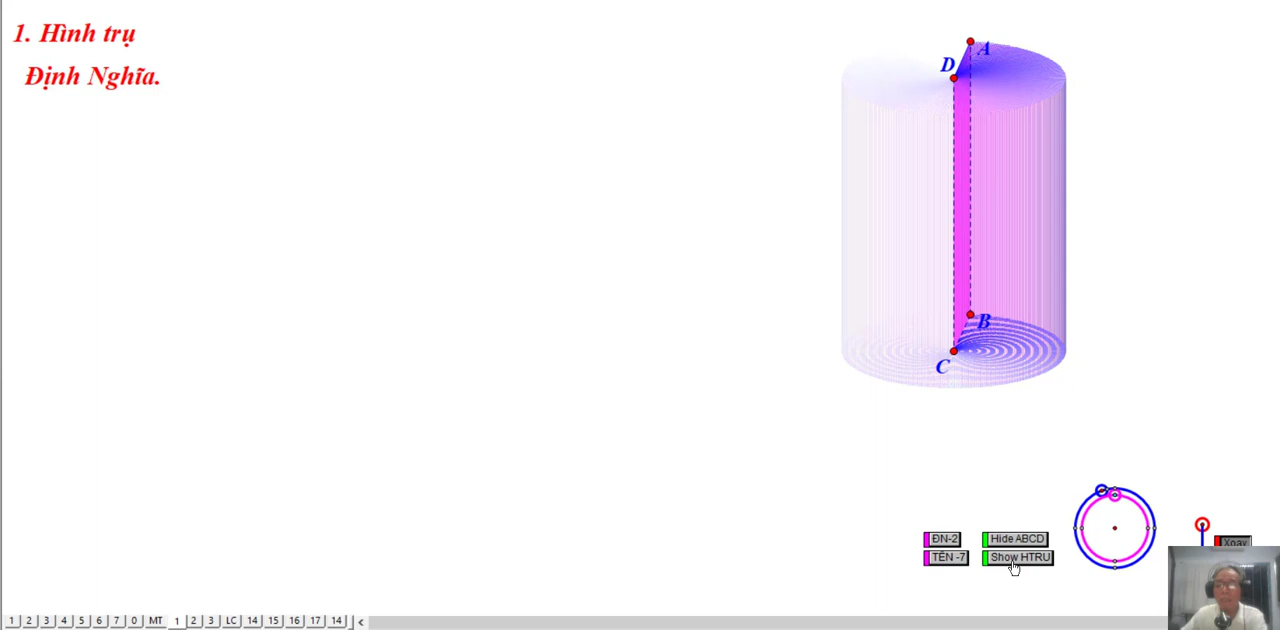 1. Hình trụ
Định Nghĩa.
A
D
B
C
ĐN-2
Hide ABCD
TÊN -7
Show HTRU
Xoay
1 2 3 4 5 6 7 0 MT 1 2 3 LC 14 15 16 17 14 <